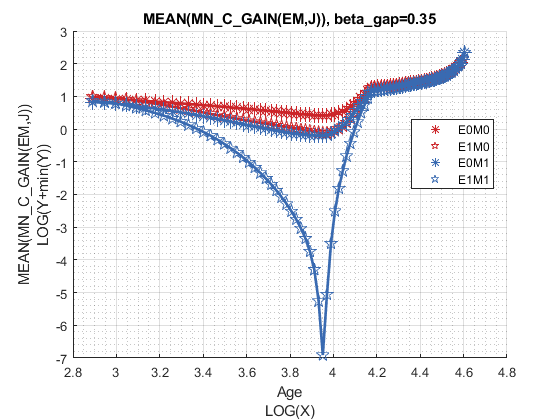 MEAN(MN_C_GAIN(EM,J)), beta_gap=0.35
3
2
1
0
-1
-2
-3
-4
-5
-6
-7
MEAN(MN_C_GAIN(EM,J))
LOG(Y+min(Y))
E0M0
E1M0
E0M1
E1M1
2.8 3 3.2 3.4 3.6 3.8 4 4.2 4.4 4.6 4.8
Age
LOG(X)